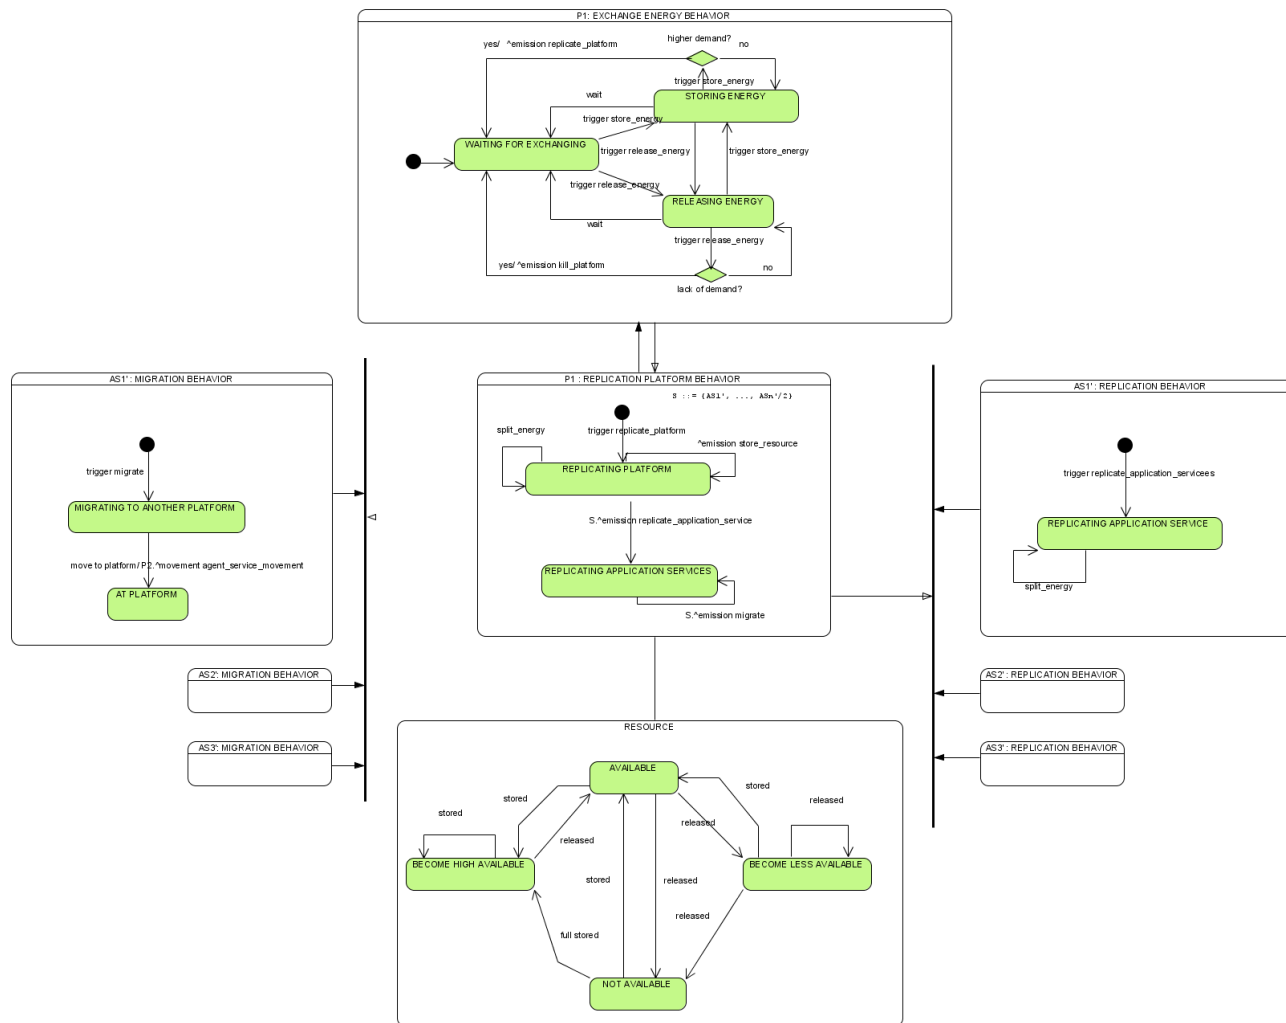 P1: EXCHANGE ENERGY BEHAVIOR
higher demand?
yes/ ^emission replicate_platform
no
trigger store_energy
STORING ENERGY
wait
trigger store_energy
WAITING FOR EXCHANGING
trigger release_energy
trigger store_energy
trigger release_energy
RELEASING ENERGY
wait
trigger release_energy
yes/ ^emission kill_platform
no
lack of demand?
AS1': MIGRATION BEHAVIOR
trigger migrate
MIGRATING TO ANOTHER PLATFORM
move to platform/ P2.^movement agent_service_movement
AT PLATFORM
AS2': MIGRATION BEHAVIOR
AS3': MIGRATION BEHAVIOR
P1 : REPLICATION PLATFORM BEHAVIOR
S ::= {AS1', ..., ASn'/2}
trigger replicate_platform
split_energy
^emission store_resource
REPLICATING PLATFORM
S.^emission replicate_application_service
REPLICATING APPLICATION SERVICES
S.^emission migrate
AS1' : REPLICATION BEHAVIOR
trigger replicate_application_servicees
REPLICATING APPLICATION SERVICE
split_energy
AS2' : REPLICATION BEHAVIOR
AS3' : REPLICATION BEHAVIOR
RESOURCE
AVAILABLE
stored
stored
stored
released
released
released
BECOME HIGH AVAILABLE
BECOME LESS AVAILABLE
stored
released
released
full stored
NOT AVAILABLE